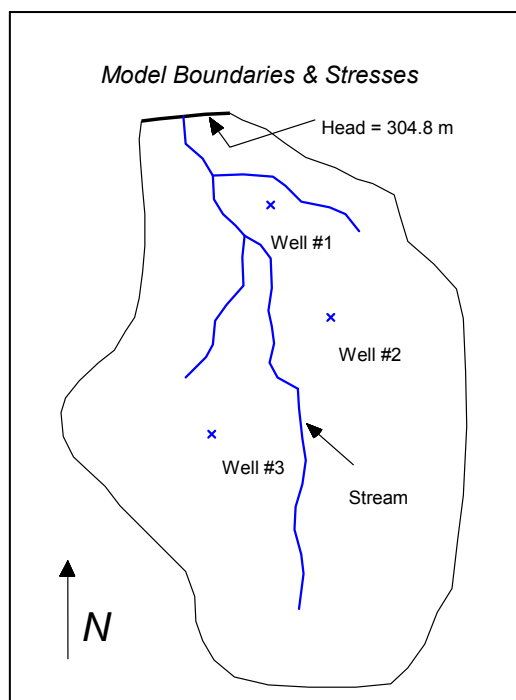 Model Boundaries & Stresses
Head = 304.8 m
Well #1
Well #2
Well #3
Stream
N